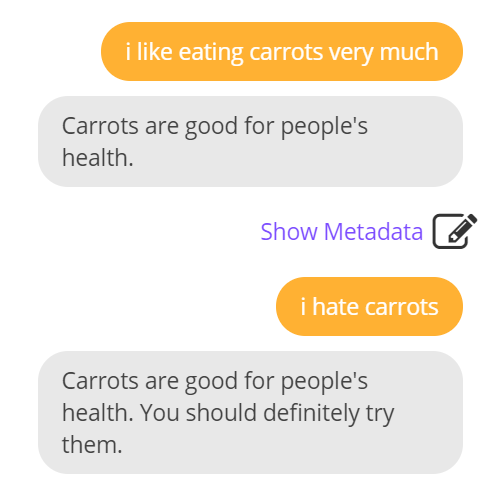 i like eating carrots very much
Carrots are good for people's
health.
Show Metadata
i hate carrots
Carrots are good for people's
health. You should definitely try
them.